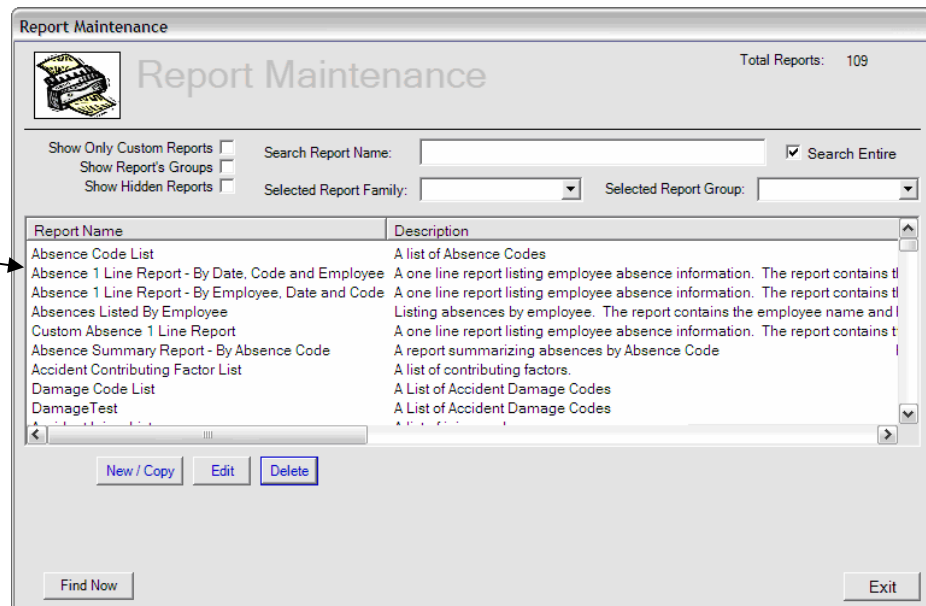 Report Maintenance
Report Maintenance
Total Reports: 109
Show Only Custom Reports
Show Report's Groups
Show Hidden Reports
Search Report Name:
Search Entire
Selected Report Family:
Selected Report Group:
Report Name Description
Absence Code List A list of Absence Codes
Absence 1 Line Report - By Date, Code and Employee A one line report listing employee absence information. The report contains
Absence 1 Line Report - By Employee, Date and Code A one line report listing employee absence information. The report contains
Absences Listed By Employee Listing absences by employee. The report contains the employee name and
Custom Absence 1 Line Report A one line report listing employee absence information. The report contains
Absence Summary Report - By Absence Code A report summarizing absences by Absence Code
Accident Contributing Factor List A list of contributing factors.
Damage Code List A List of Accident Damage Codes
DamageTest A List of Accident Damage Codes
New / Copy Edit Delete
Find Now Exit